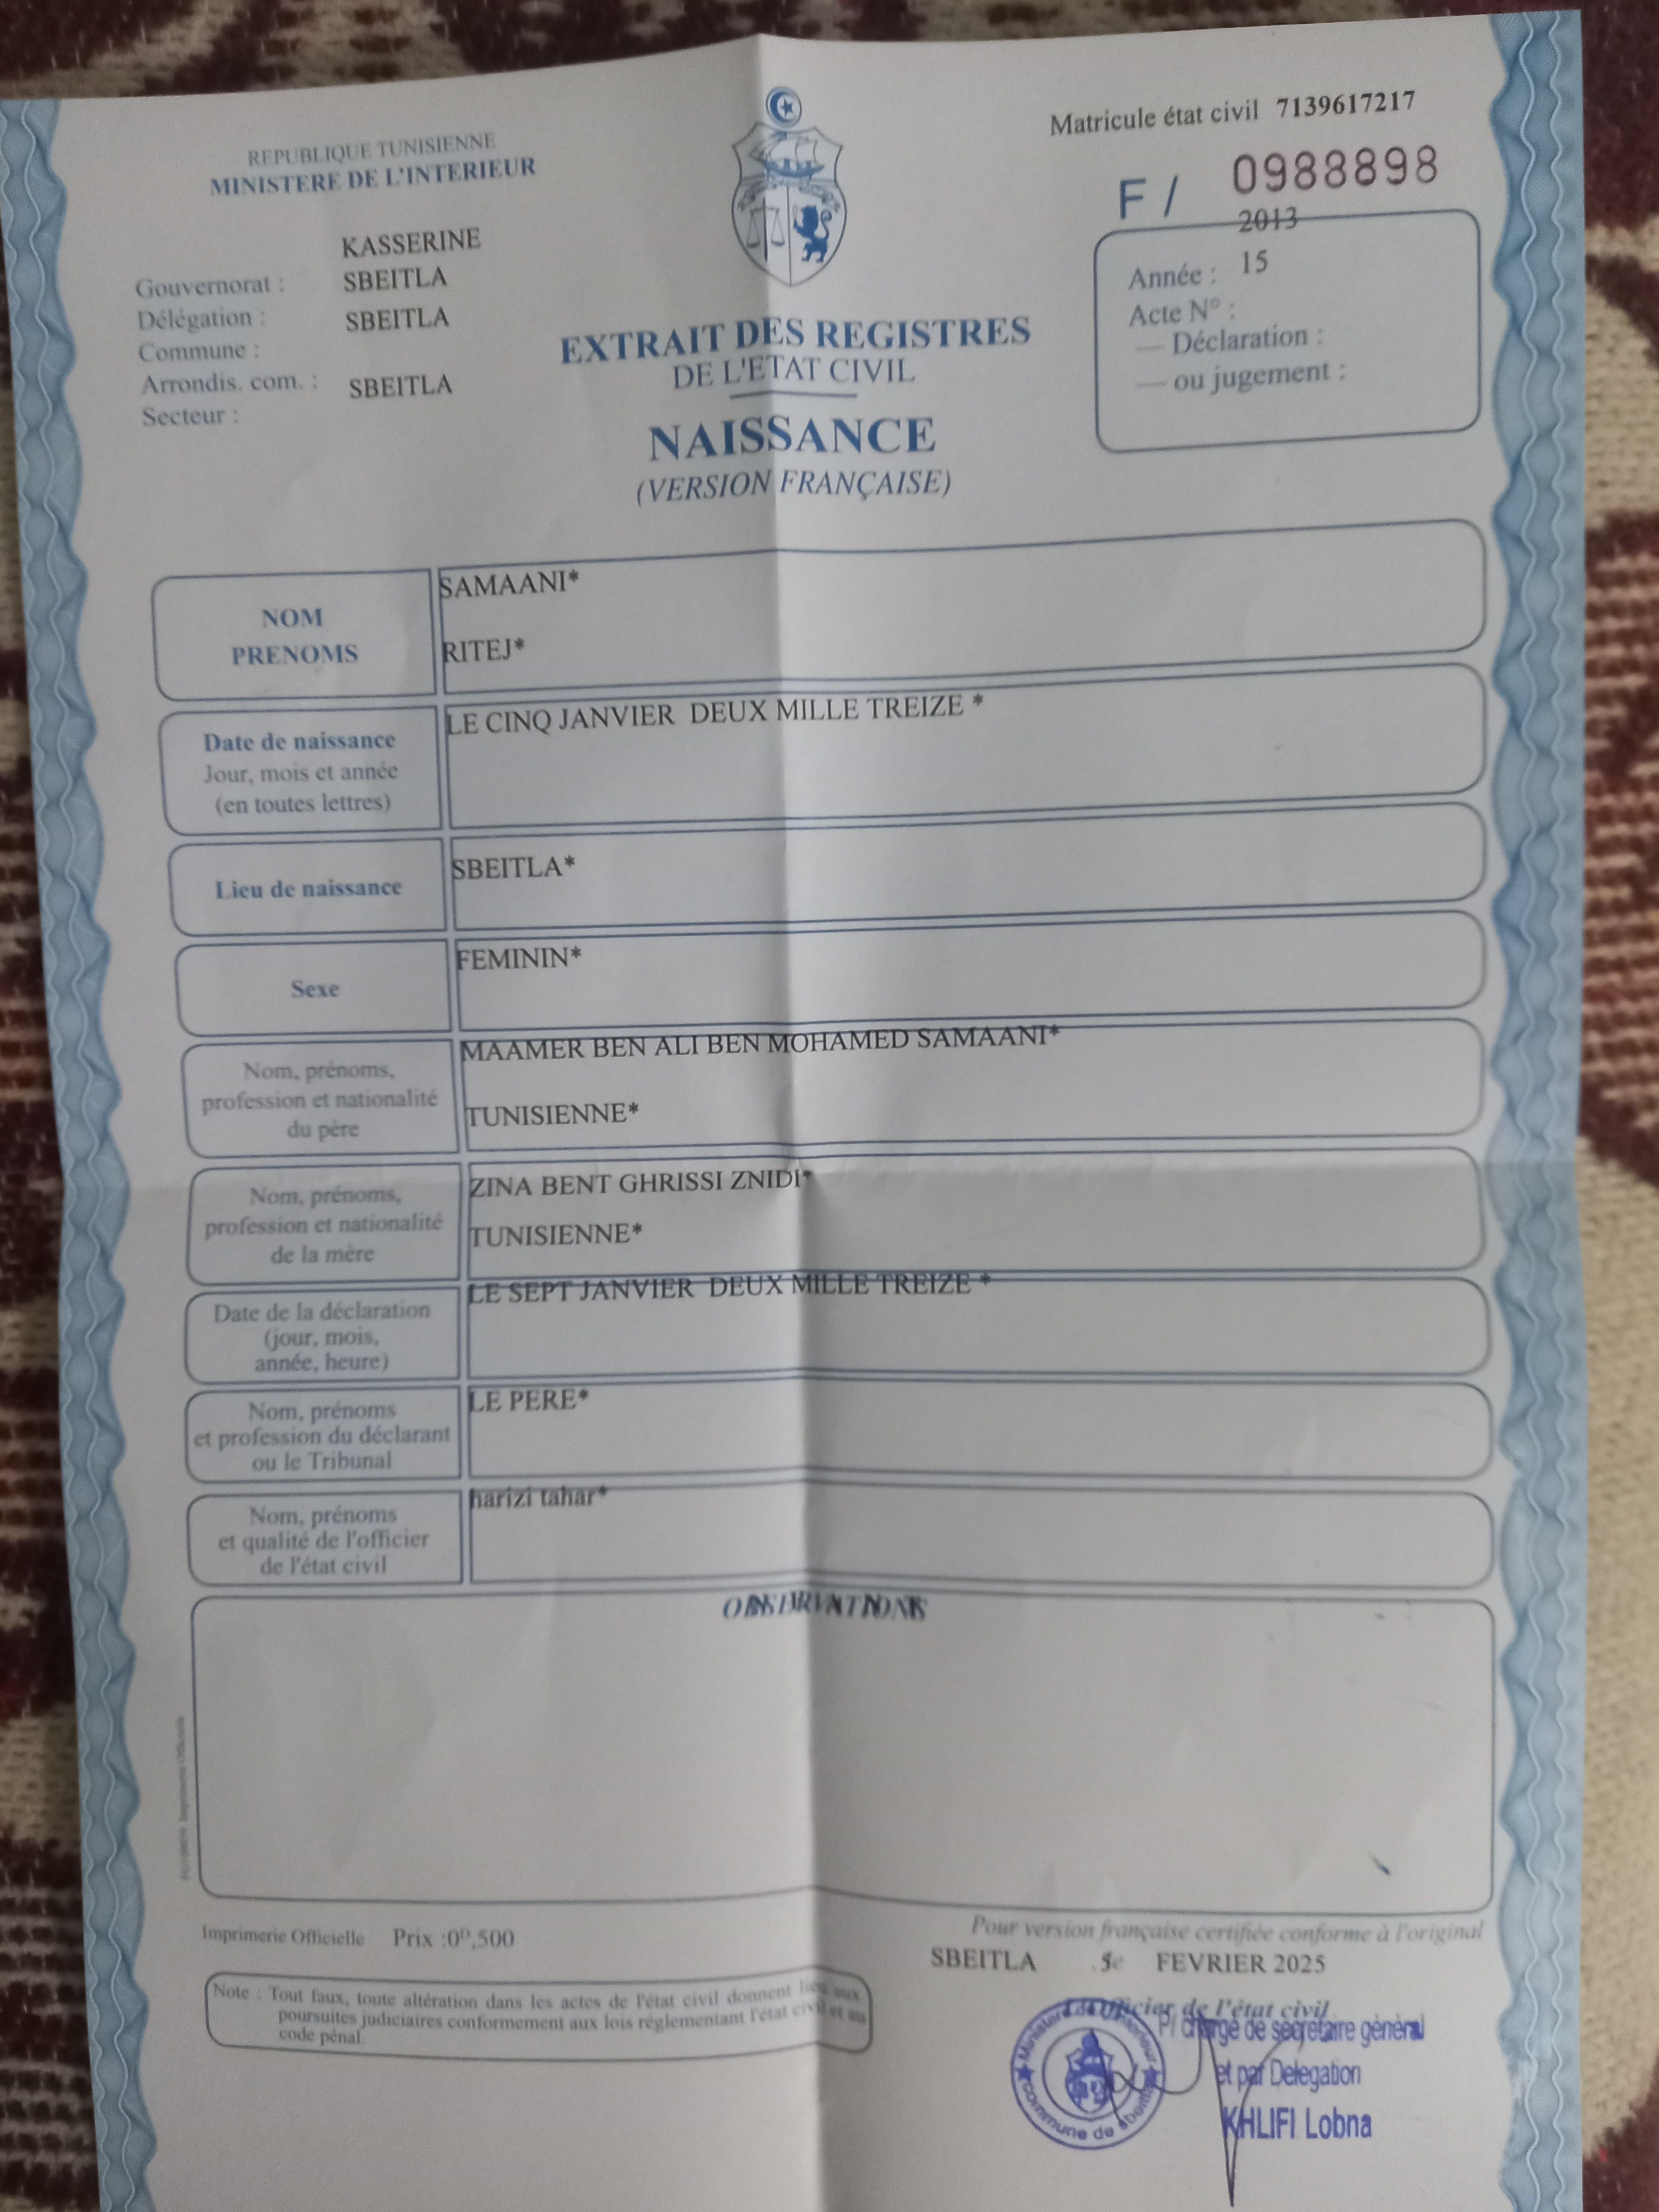 REPUBLIQUE TUNISIENNE
MINISTERE DE L'INTERIEUR
Matricule état civil 7139617217
F / 0988898
KASSERINE
Gouvernorat : SBEITLA
Délégation : SBEITLA
Commune :
Arrondis. com. : SBEITLA
Secteur :
2013
Année : 15
Acte N° :
— Déclaration :
— ou jugement :
EXTRAIT DES REGISTRES
DE L'ETAT CIVIL
NAISSANCE
(VERSION FRANÇAISE)
NOM SAMAANI*
PRENOMS RITEJ*
LE CINQ JANVIER DEUX MILLE TREIZE *
Date de naissance
Jour, mois et année
(en toutes lettres)
SBEITLA*
Lieu de naissance
FEMININ*
Sexe
MAAMER BEN ALI BEN MOHAMED SAMAANI*
Nom, prénoms,
profession et nationalité
du père
TUNISIENNE*
ZINA BENT GHRISSI ZNIDI*
Nom, prénoms,
profession et nationalité
de la mère
TUNISIENNE*
LE SEPT JANVIER DEUX MILLE TREIZE *
Date de la déclaration
(jour, mois,
année, heure)
LE PERE*
Nom, prénoms
et profession du déclarant
ou le Tribunal
harizi tahar*
Nom, prénoms
et qualité de l'officier
de l'état civil
OBSERVATIONS
Imprimerie Officielle Prix :0ᴰ,500
Pour version française certifiée conforme à l'original
SBEITLA FEVRIER 2025
Note : Tout faux, toute altération dans les actes de l'état civil donnent lieu aux
poursuites judiciaires conformement aux lois réglementant l'état civil et au
code pénal.
L'Officier de l'état civil
P/ chargé de secrétaire général
et par Delegation
KHLIFI Lobna
commune de sbeitla